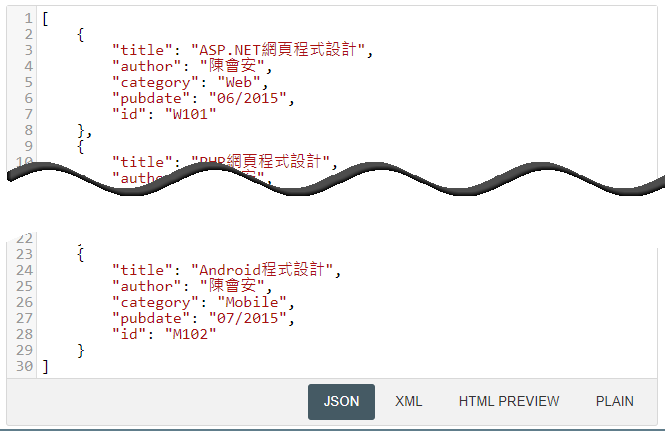 1 [
2 {
3 "title": "ASP.NET網頁程式設計",
4 "author": "陳會安",
5 "category": "Web",
6 "pubdate": "06/2015",
7 "id": "W101"
8 },
9 {
10 "title": "PHP網頁程式設計",
"author 安",
22
23 {
24 "title": "Android程式設計",
25 "author": "陳會安",
26 "category": "Mobile",
27 "pubdate": "07/2015",
28 "id": "M102"
29 }
30 ]
JSON XML HTML PREVIEW PLAIN